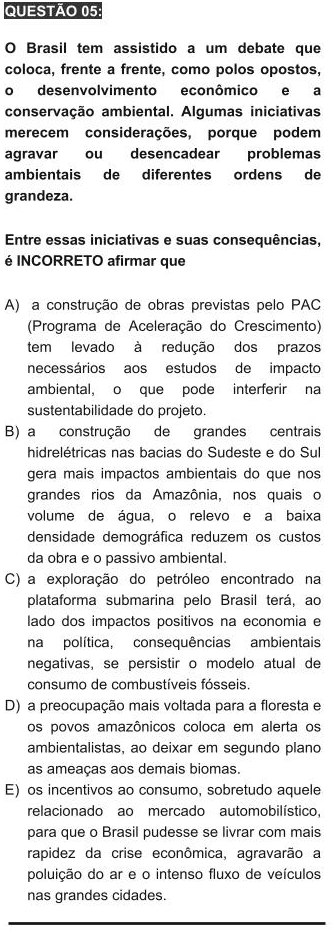 QUESTÃO 05:
O Brasil tem assistido a um debate que
coloca, frente a frente, como polos opostos,
o desenvolvimento econômico e a
conservação ambiental. Algumas iniciativas
merecem considerações, porque podem
agravar ou desencadear problemas
ambientais de diferentes ordens de
grandeza.
Entre essas iniciativas e suas consequências,
é INCORRETO afirmar que
A) a construção de obras previstas pelo PAC
(Programa de Aceleração do Crescimento)
tem levado à redução dos prazos
necessários aos estudos de impacto
ambiental, o que pode interferir na
sustentabilidade do projeto.
B) a construção de grandes centrais
hidrelétricas nas bacias do Sudeste e do Sul
gera mais impactos ambientais do que nos
grandes rios da Amazônia, nos quais o
volume de água, o relevo e a baixa
densidade demográfica reduzem os custos
da obra e o passivo ambiental.
C) a exploração do petróleo encontrado na
plataforma submarina pelo Brasil terá, ao
lado dos impactos positivos na economia e
na política, consequências ambientais
negativas, se persistir o modelo atual de
consumo de combustíveis fósseis.
D) a preocupação mais voltada para a floresta e
os povos amazônicos coloca em alerta os
ambientalistas, ao deixar em segundo plano
as ameaças aos demais biomas.
E) os incentivos ao consumo, sobretudo aquele
relacionado ao mercado automobilístico,
para que o Brasil pudesse se livrar com mais
rapidez da crise econômica, agravarão a
poluição do ar e o intenso fluxo de veículos
nas grandes cidades.